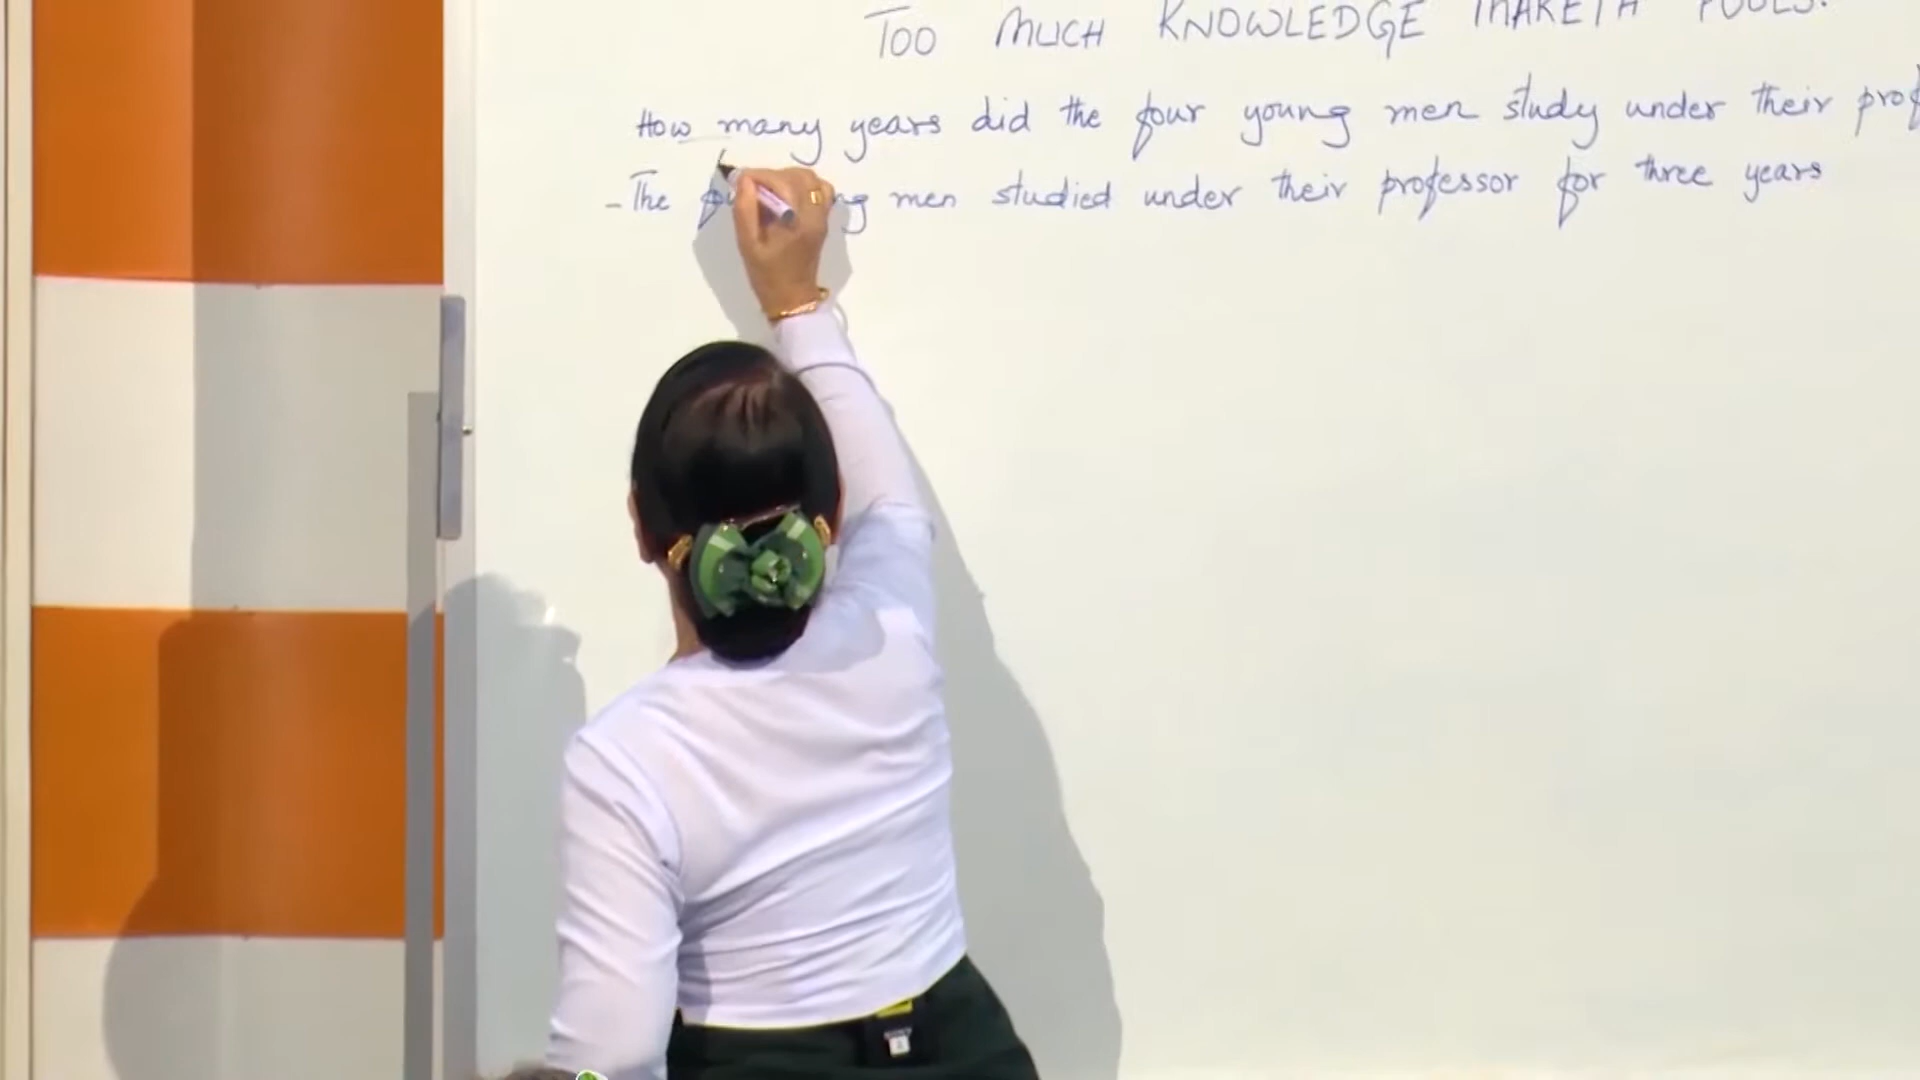 TOO MUCH KNOWLEDGE MAKETH FOOLS.
How many years did the four young men study under their prof
- The men studied under their professor for three years